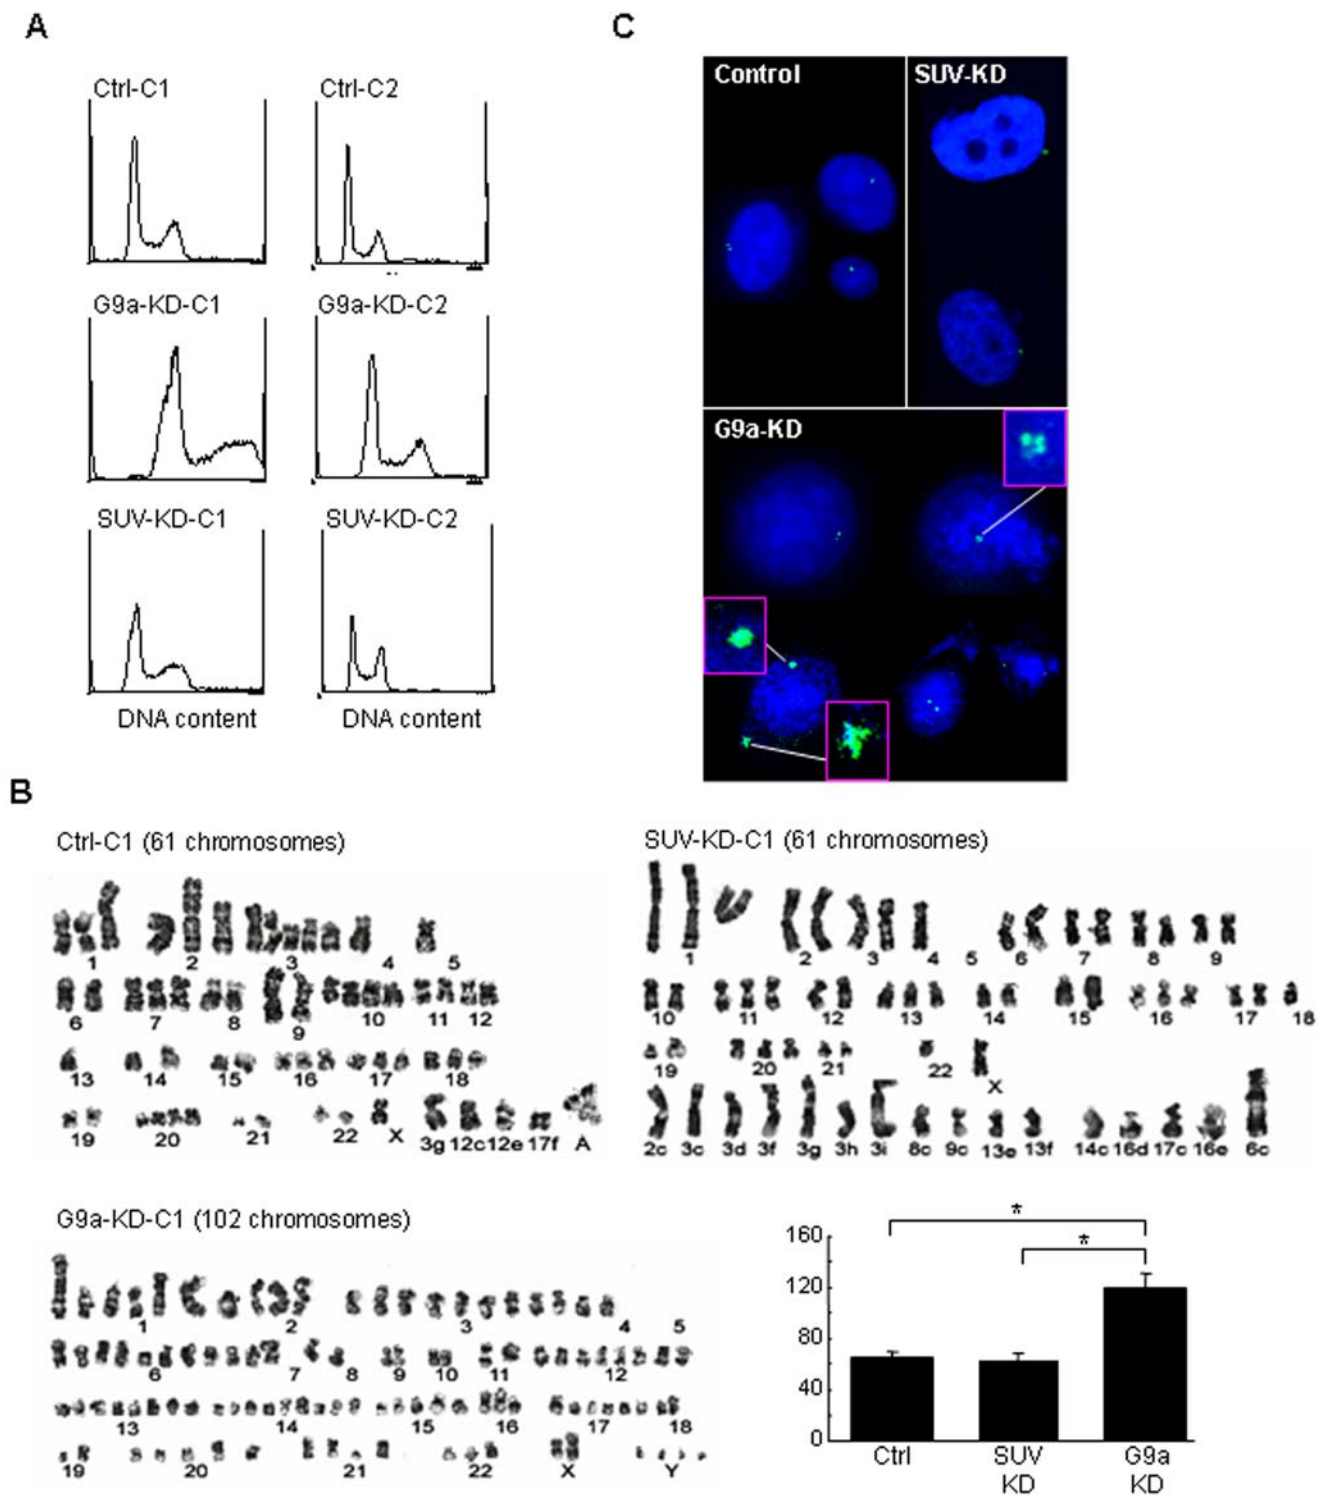 A
Ctrl-C1 Ctrl-C2
G9a-KD-C1 G9a-KD-C2
SUV-KD-C1 SUV-KD-C2
DNA content DNA content
C
Control SUV-KD
G9a-KD
B
Ctrl-C1 (61 chromosomes)
1 2 3 4 5
6 7 8 9 10 11 12
13 14 15 16 17 18
19 20 21 22 X 3g 12c 12e 17f A
SUV-KD-C1 (61 chromosomes)
1 2 3 4 5 6 7 8 9
10 11 12 13 14 15 16 17 18
19 20 21 22 X
2c 3c 3d 3f 3g 3h 3i 8c 9c 13e 13f 14c 16d 17c 16e 6c
G9a-KD-C1 (102 chromosomes)
1 2 3 4 5
6 7 8 9 10 11 12
13 14 15 16 17 18
19 20 21 22 X Y
* 
*
160
120
80
40
0
Ctrl SUV KD G9a KD